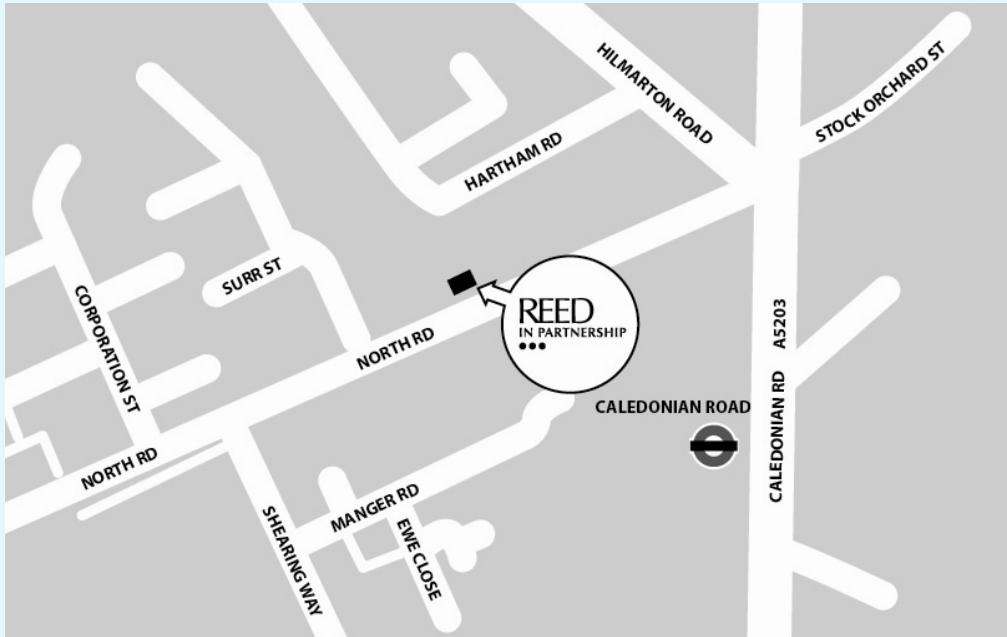 HILMARTON ROAD
STOCK ORCHARD ST
HARTHAM RD
SURR ST
CORPORATION ST
REED
IN PARTNERSHIP
NORTH RD
CALEDONIAN RD A5203
CALEDONIAN ROAD
NORTH RD
MANGER RD
SHEARING WAY
EWE CLOSE